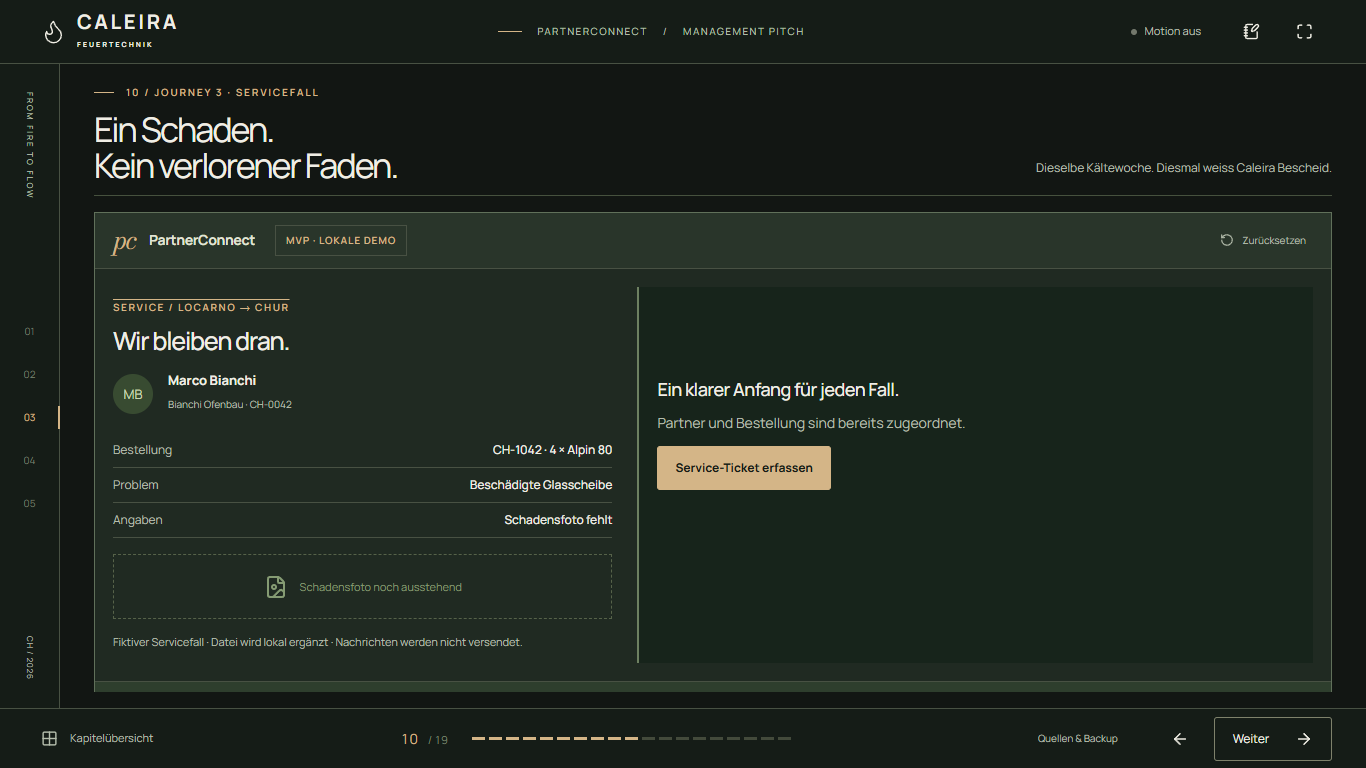 CALEIRA
FEUERTECHNIK
PARTNERCONNECT / MANAGEMENT PITCH
Motion aus
FROM FIRE TO FLOW
01
02
03
04
05
CH / 2026
10 / JOURNEY 3 · SERVICEFALL
Ein Schaden.
Kein verlorener Faden.
Dieselbe Kältewoche. Diesmal weiss Caleira Bescheid.
pc PartnerConnect
MVP · LOKALE DEMO
Zurücksetzen
SERVICE / LOCARNO → CHUR
Wir bleiben dran.
MB
Marco Bianchi
Bianchi Ofenbau · CH-0042
Bestellung CH-1042 · 4 × Alpin 80
Problem Beschädigte Glasscheibe
Angaben Schadensfoto fehlt
Schadensfoto noch ausstehend
Fiktiver Servicefall · Datei wird lokal ergänzt · Nachrichten werden nicht versendet.
Ein klarer Anfang für jeden Fall.
Partner und Bestellung sind bereits zugeordnet.
Service-Ticket erfassen
Kapitelübersicht
10 / 19
Quellen & Backup
Weiter